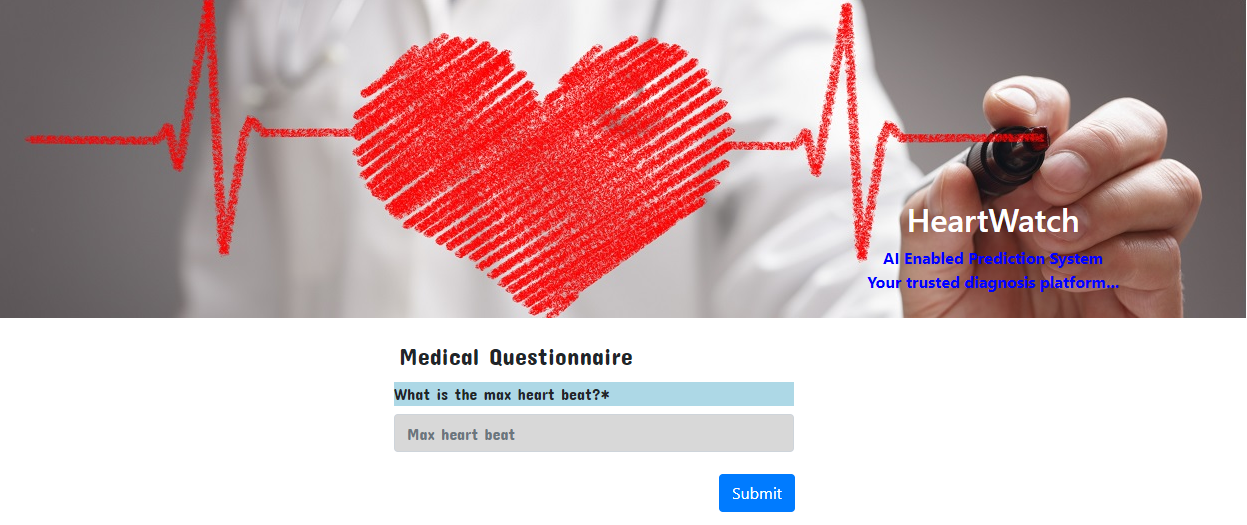 HeartWatch
AI Enabled Prediction System
Your trusted diagnosis platform...
Medical Questionnaire
What is the max heart beat?*
Max heart beat
Submit